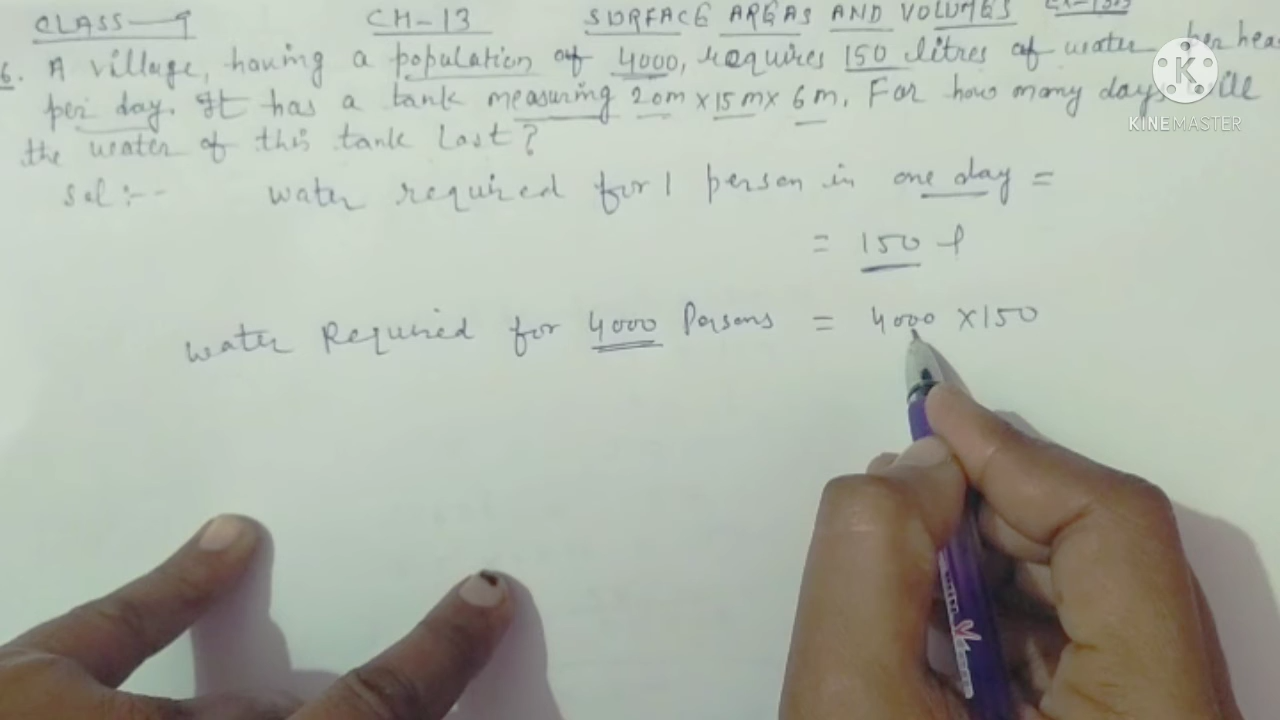 CLASS-9 CH-13 SURFACE AREAS AND VOLUMES
6. A village, having a population of 4000, requires 150 litres of water per hea
per day. It has a tank measuring 20m x 15m x 6m. For how many days
the water of this tank last?
KINEMASTER
Sol:-- water required for 1 person in one day =
= 150 l
water Required for 4000 Persons = 4000 x150